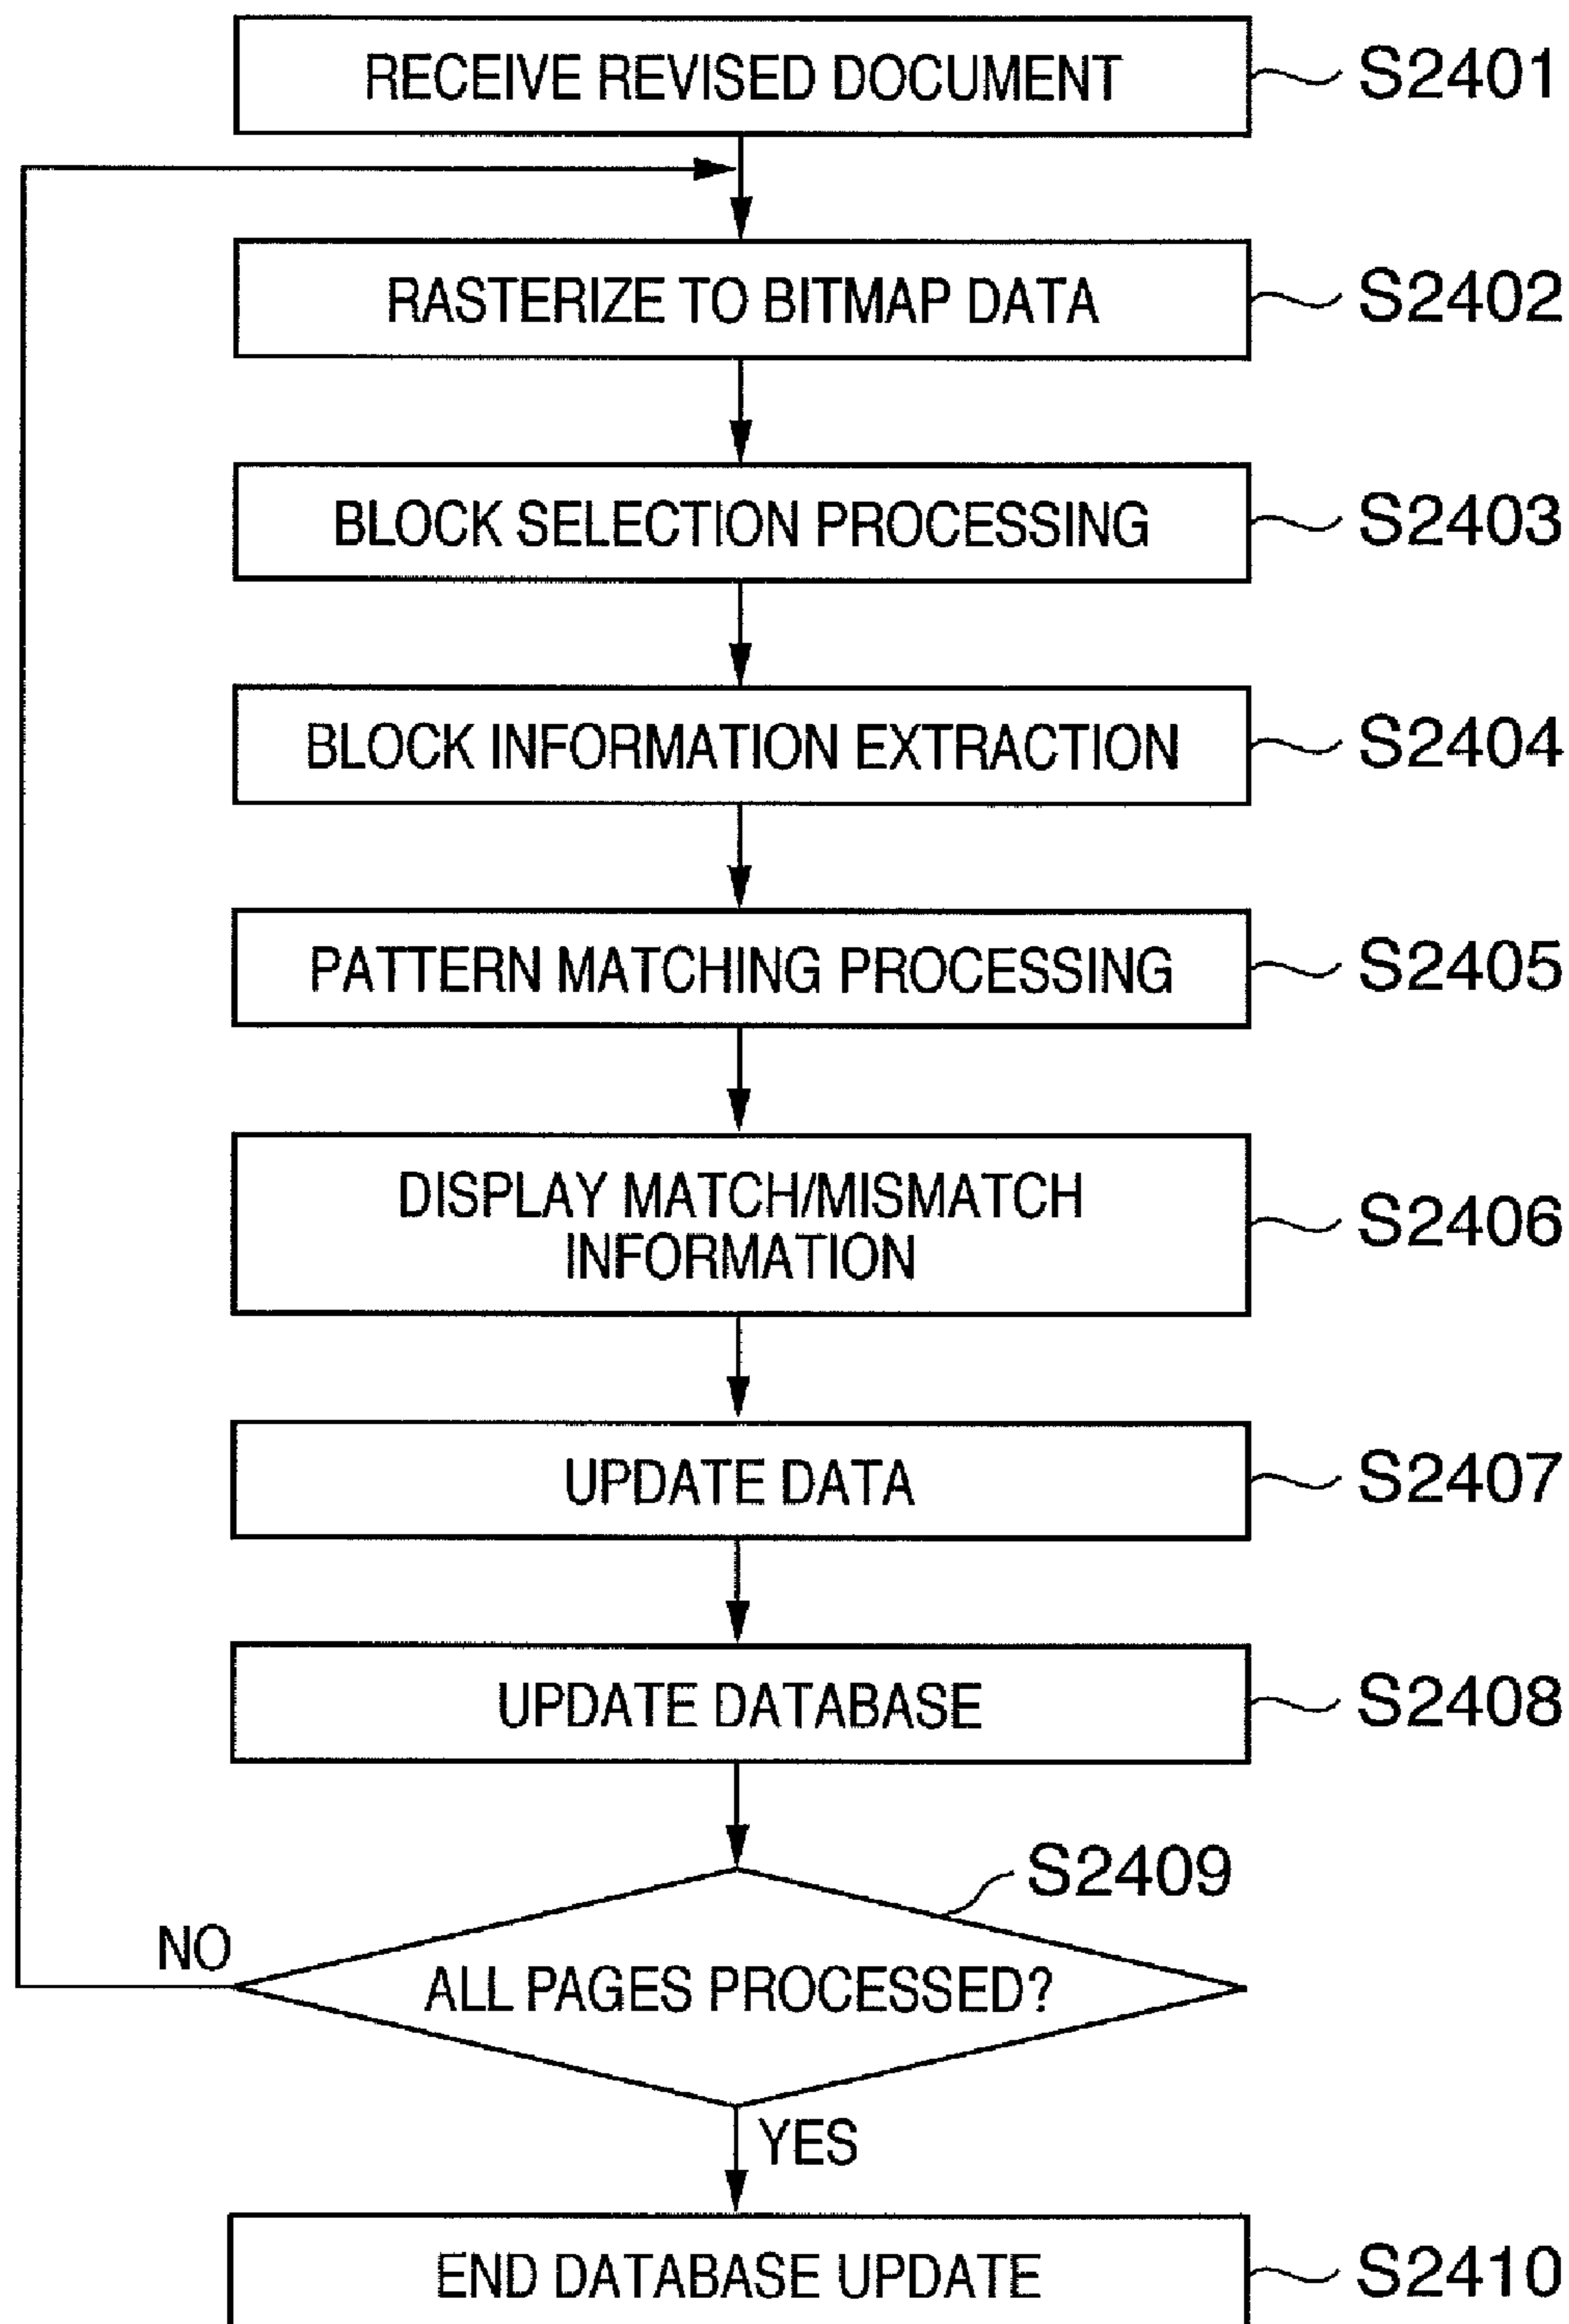 RECEIVE REVISED DOCUMENT
S2401
RASTERIZE TO BITMAP DATA
S2402
BLOCK SELECTION PROCESSING
S2403
BLOCK INFORMATION EXTRACTION
S2404
PATTERN MATCHING PROCESSING
S2405
DISPLAY MATCH/MISMATCH
INFORMATION
S2406
UPDATE DATA
S2407
UPDATE DATABASE
S2408
S2409
NO
ALL PAGES PROCESSED?
YES
END DATABASE UPDATE
S2410